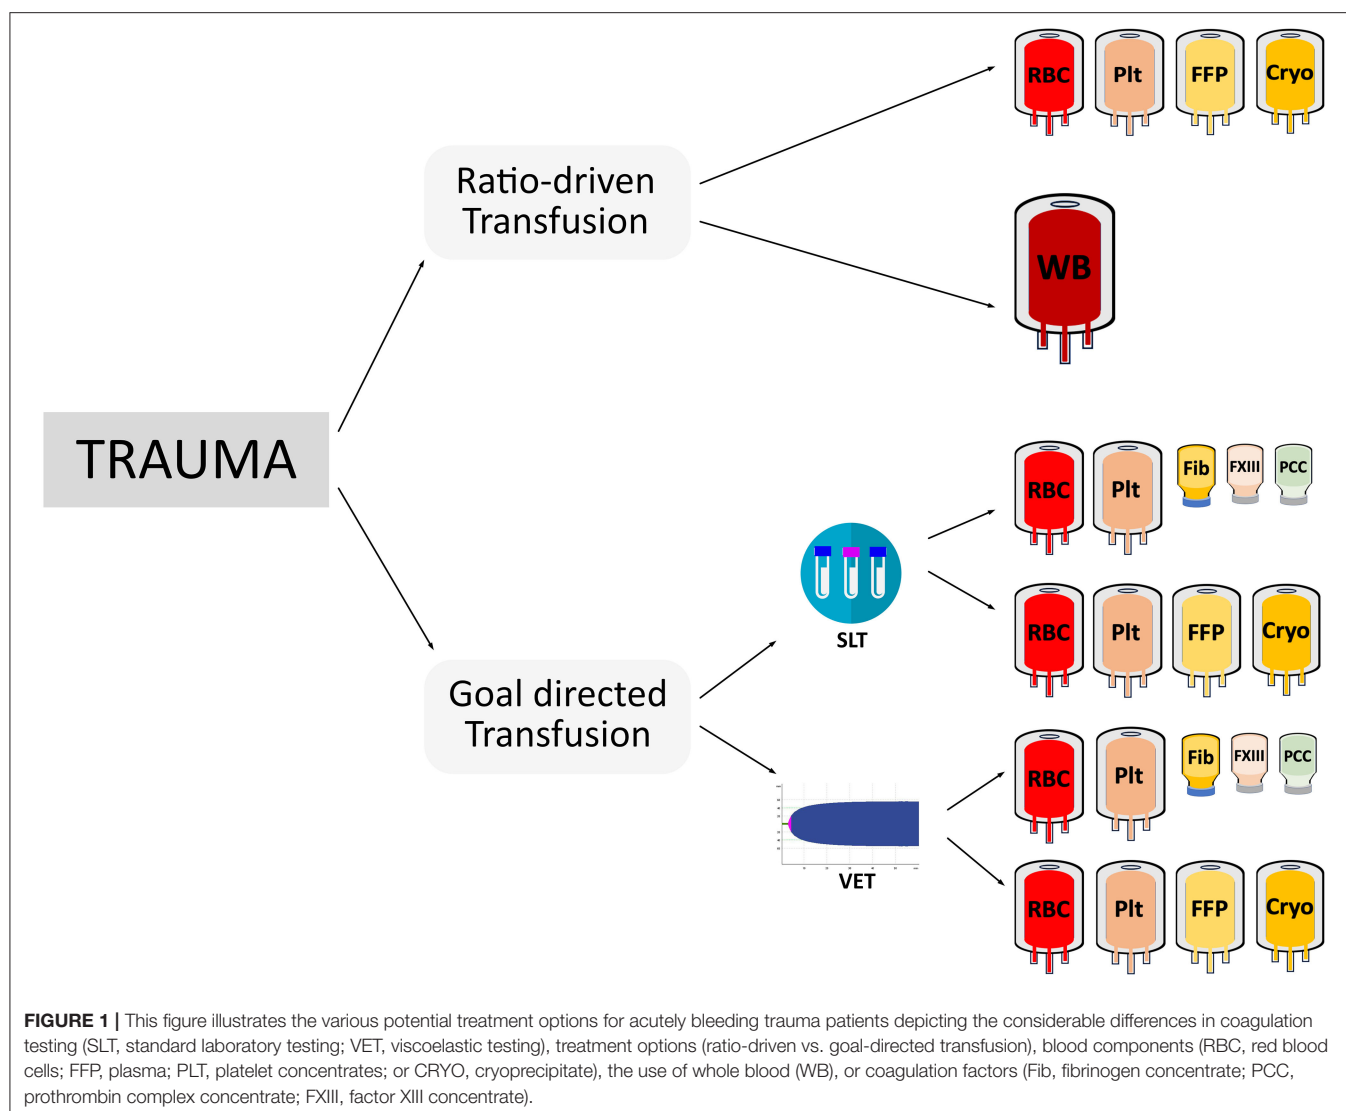 RBC Plt FFP Cryo
Ratio-driven
Transfusion
WB
TRAUMA
RBC Plt Fib FXIII PCC
SLT
RBC Plt FFP Cryo
Goal directed
Transfusion
RBC Plt Fib FXIII PCC
VET
RBC Plt FFP Cryo
FIGURE 1 | This figure illustrates the various potential treatment options for acutely bleeding trauma patients depicting the considerable differences in coagulation
testing (SLT, standard laboratory testing; VET, viscoelastic testing), treatment options (ratio-driven vs. goal-directed transfusion), blood components (RBC, red blood
cells; FFP, plasma; PLT, platelet concentrates; or CRYO, cryoprecipitate), the use of whole blood (WB), or coagulation factors (Fib, fibrinogen concentrate; PCC,
prothrombin complex concentrate; FXIII, factor XIII concentrate).